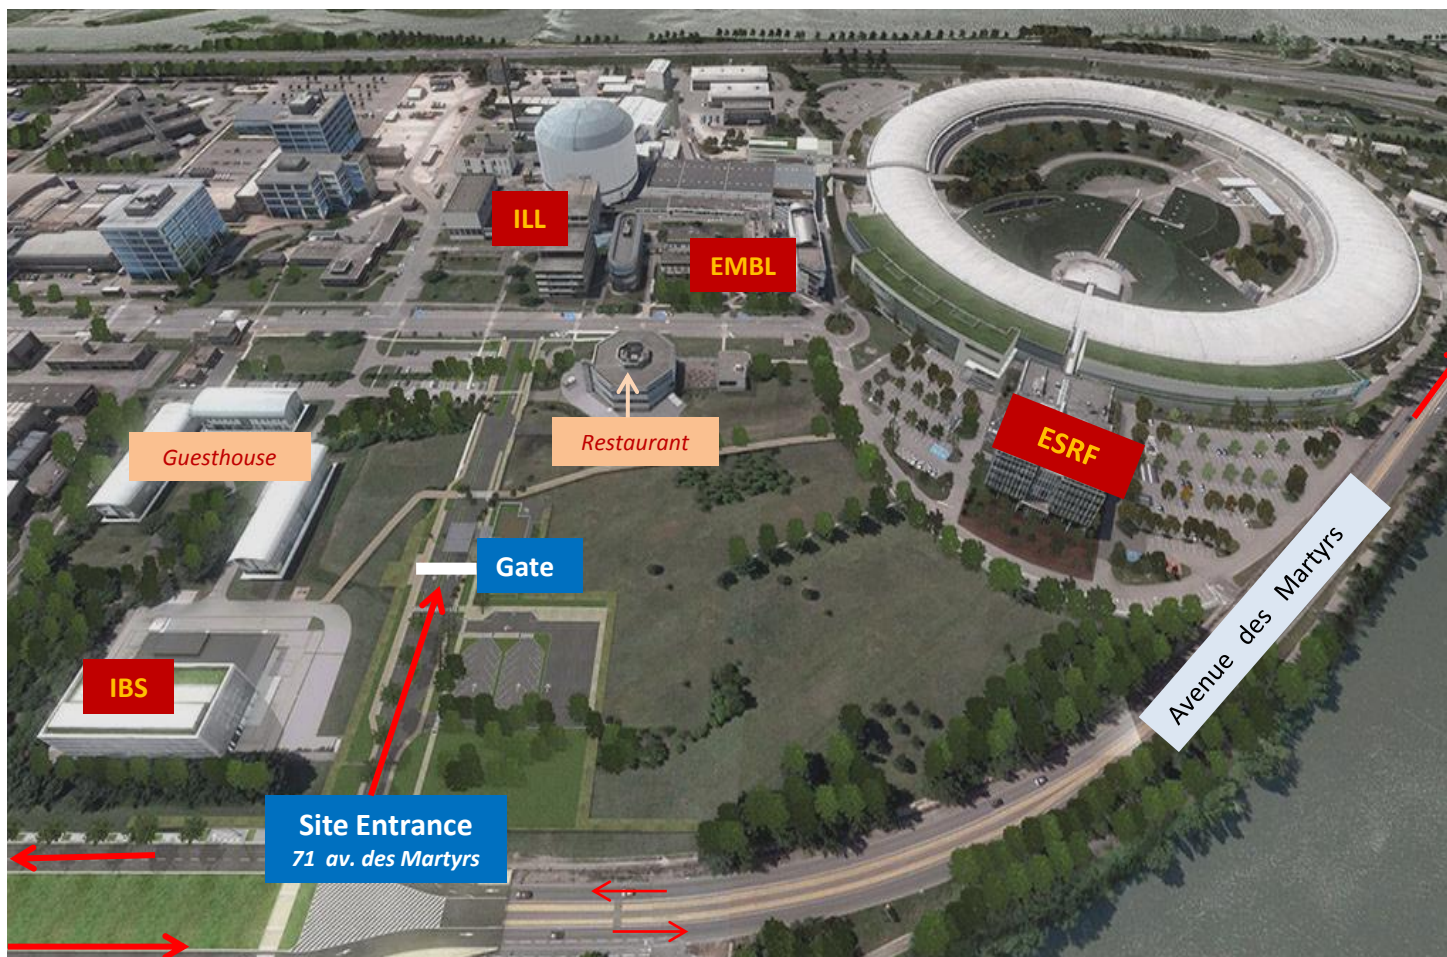 ILL
EMBL
Restaurant
Guesthouse
ESRF
Gate
Avenue des Martyrs
IBS
Site Entrance
71 av. des Martyrs